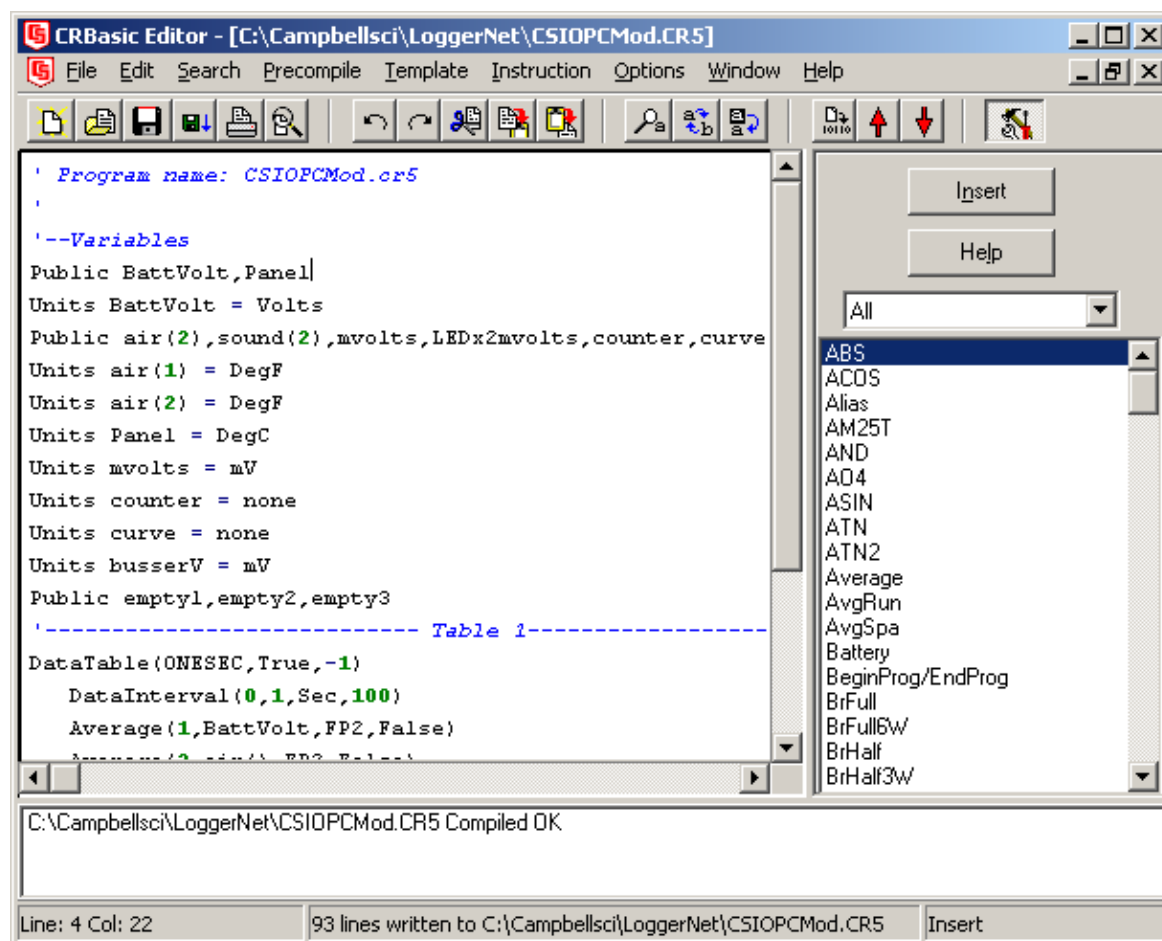 CRBasic Editor - [C:\Campbellsci\LoggerNet\CSIOPCMod.CR5]
File Edit Search Precompile Template Instruction Options Window Help
' Program name: CSIOPCMod.cr5
'
'--Variables
Public BattVolt,Panel
Units BattVolt = Volts
Public air(2),sound(2),mvolts,LEDx2mvolts,counter,curve
Units air(1) = DegF
Units air(2) = DegF
Units Panel = DegC
Units mvolts = mV
Units counter = none
Units curve = none
Units busserV = mV
Public empty1,empty2,empty3
'---------------------------- Table 1------------------
DataTable(ONESEC,True,-1)
DataInterval(0,1,Sec,100)
Average(1,BattVolt,FP2,False)
Insert
Help
All
ABS
ACOS
Alias
AM25T
AND
AO4
ASIN
ATN
ATN2
Average
AvgRun
AvgSpa
Battery
BeginProg/EndProg
BrFull
BrFull6W
BrHalf
BrHalf3W
C:\Campbellsci\LoggerNet\CSIOPCMod.CR5 Compiled OK
Line: 4 Col: 22
93 lines written to C:\Campbellsci\LoggerNet\CSIOPCMod.CR5
Insert